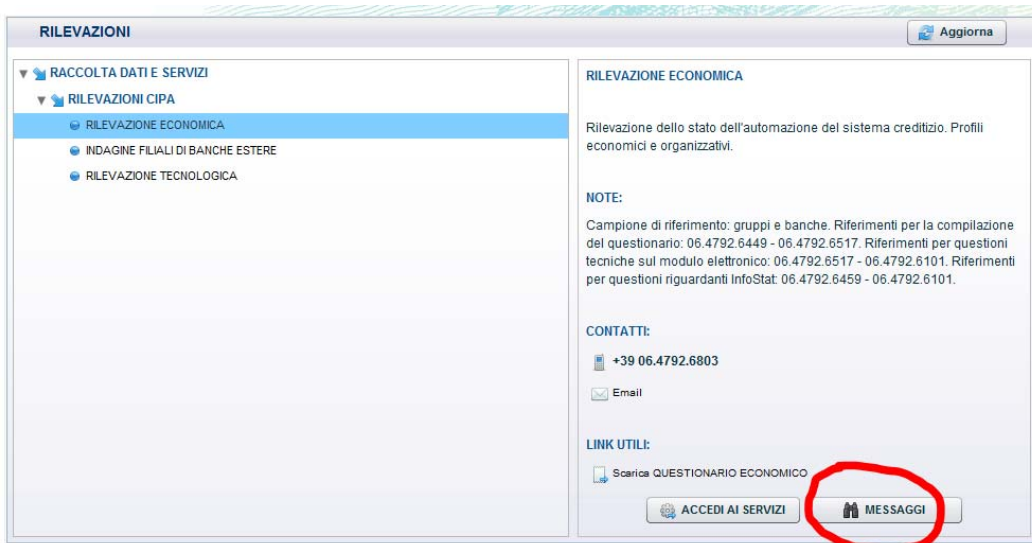 RILEVAZIONI
Aggiorna
RACCOLTA DATI E SERVIZI
RILEVAZIONI CIPA
RILEVAZIONE ECONOMICA
INDAGINE FILIALI DI BANCHE ESTERE
RILEVAZIONE TECNOLOGICA
RILEVAZIONE ECONOMICA
Rilevazione dello stato dell'automazione del sistema creditizio. Profili
economici e organizzativi.
NOTE:
Campione di riferimento: gruppi e banche. Riferimenti per la compilazione
del questionario: 06.4792.6449 - 06.4792.6517. Riferimenti per questioni
tecniche sul modulo elettronico: 06.4792.6517 - 06.4792.6101. Riferimenti
per questioni riguardanti InfoStat: 06.4792.6459 - 06.4792.6101.
CONTATTI:
+39 06.4792.6803
Email
LINK UTILI:
Scarica QUESTIONARIO ECONOMICO
ACCEDI AI SERVIZI
MESSAGGI